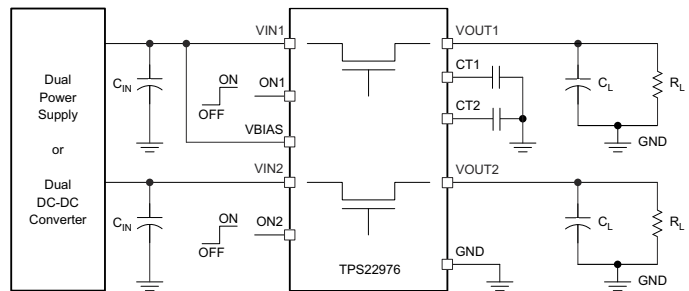 Dual
Power
Supply
or
Dual
DC-DC
Converter
CIN
ON
OFF
ON1
VIN1
VBIAS
VIN2
CIN
ON
OFF
ON2
TPS22976
VOUT1
CT1
CT2
CL
RL
GND
VOUT2
GND
CL
RL
GND